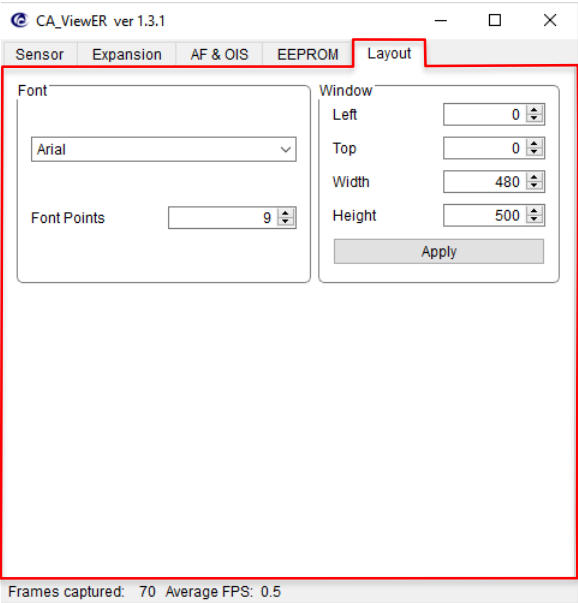 CA_ViewER ver 1.3.1
Sensor Expansion AF & OIS EEPROM Layout
Font
Arial
Font Points 9
Window
Left 0
Top 0
Width 480
Height 500
Apply
Frames captured: 70 Average FPS: 0.5